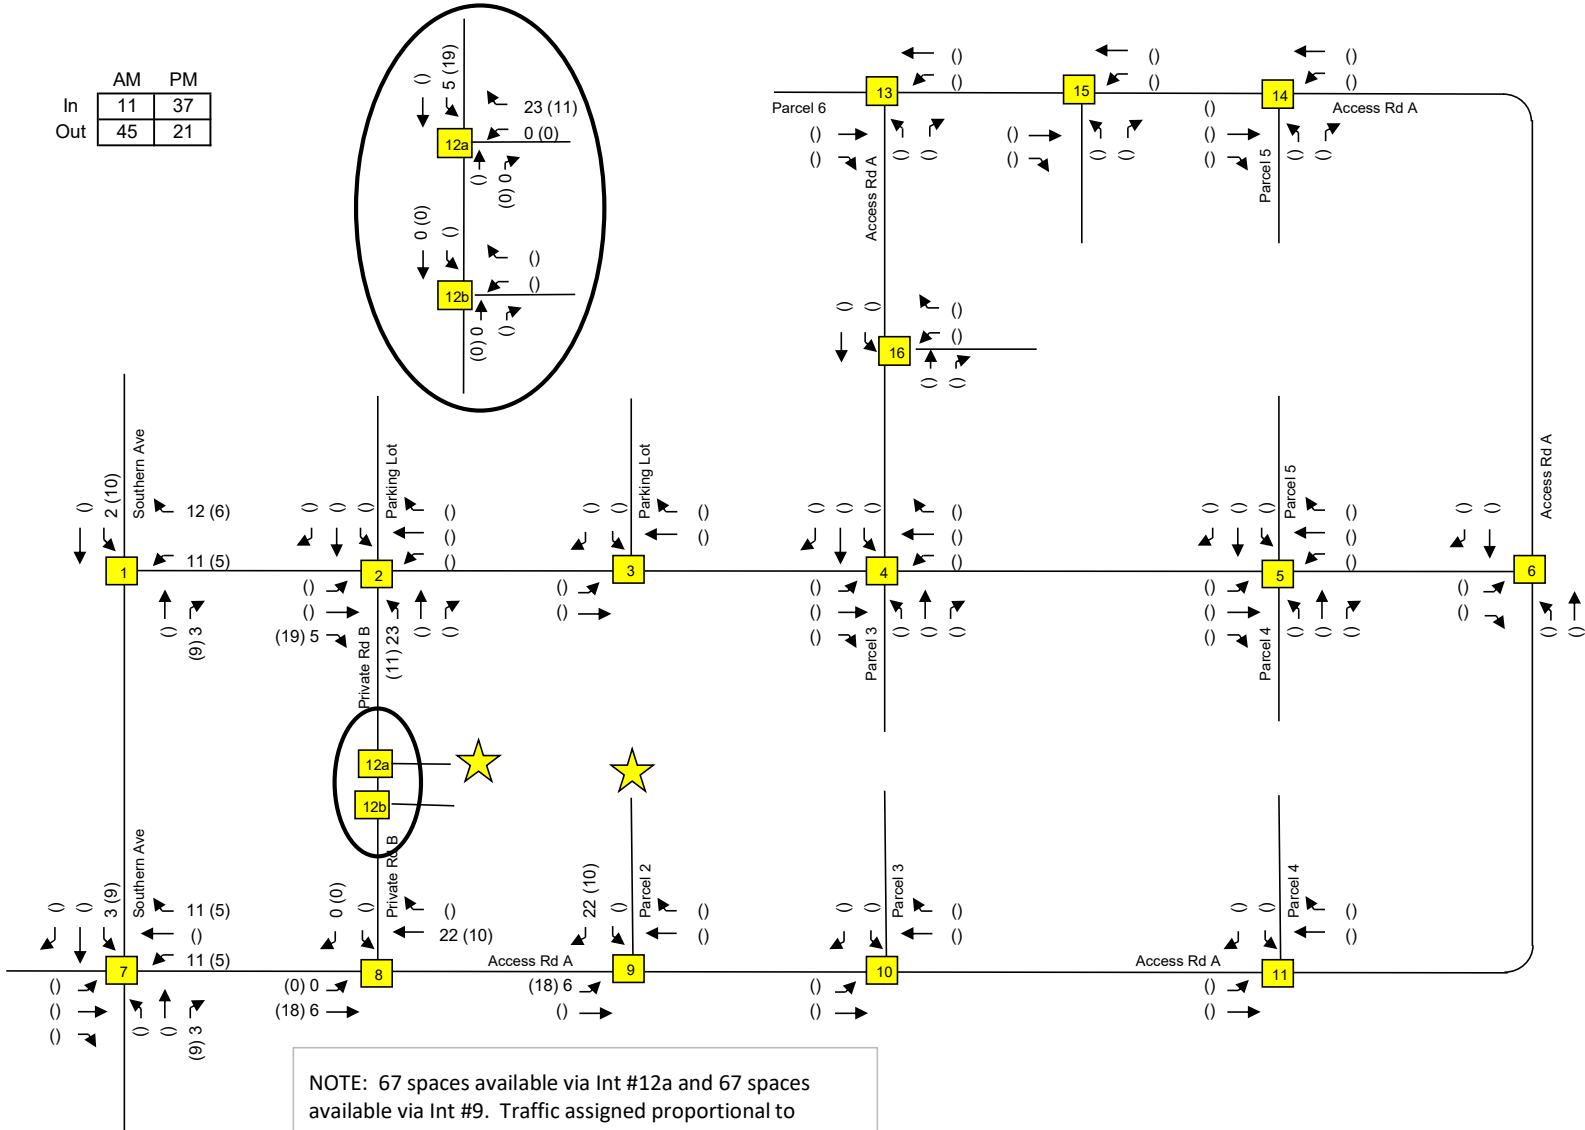 AM PM
In 11 37
Out 45 21
() 5 (19)
23 (11)
0 (0)
12a
() (0) 0
0 (0) ()
()
()
12b
(0) 0 ()
() () ()
() () ()
13 15 14
Parcel 6 Access Rd A
()
() () ()
() () ()
() () () () () ()
Access Rd A
Parcel 5
() () ()
()
16
() ()
Southern Ave
Parking Lot
Parking Lot
Parcel 5
Access Rd A
() 2 (10) 12 (6)
() () () ()
()
()
() () ()
()
() () () ()
()
()
() () () ()
()
()
() ()
11 (5)
1 2 3 4 5 6
() (9) 3
()
()
(19) 5
(11) 23 () ()
()
()
()
()
()
() () ()
()
()
()
() () ()
()
()
() ()
Private Rd B
Parcel 3
Parcel 4
12a
12b
Southern Ave
Private Rd B
Parcel 2
Parcel 3
Parcel 4
() () 3 (9) 11 (5)
()
11 (5)
0 (0) () ()
22 (10)
22 (10) () ()
()
() () ()
()
() () ()
()
Access Rd A Access Rd A
7 8 9 10 11
()
()
()
() () (9) 3
(0) 0
(18) 6
(18) 6
()
()
()
()
()
NOTE: 67 spaces available via Int #12a and 67 spaces
available via Int #9. Traffic assigned proportional to